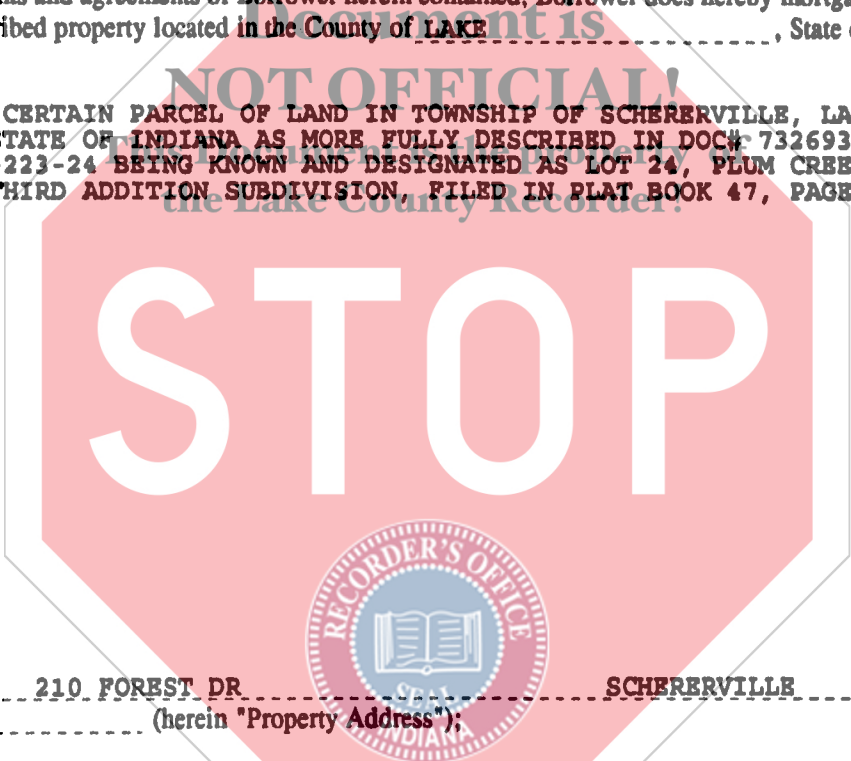 ns and agreements of Borrower herein contained, Borrower does hereby mortga
Document is
ibed property located in the County of LAKE , State
NOT OFFICIAL!
CERTAIN PARCEL OF LAND IN TOWNSHIP OF SCHERERVILLE, LA
STATE OF INDIANA AS MORE FULLY DESCRIBED IN DOC# 732693
This Document is the property of
-223-24 BEING KNOWN AND DESIGNATED AS LOT 24, PLUM CREE
THIRD ADDITION SUBDIVISION, FILED IN PLAT BOOK 47, PAGE
the Lake County Recorder!
STOP
RECORDER'S OFFICE
SEAL
INDIANA
210 FOREST DR SCHERERVILLE
(herein "Property Address");